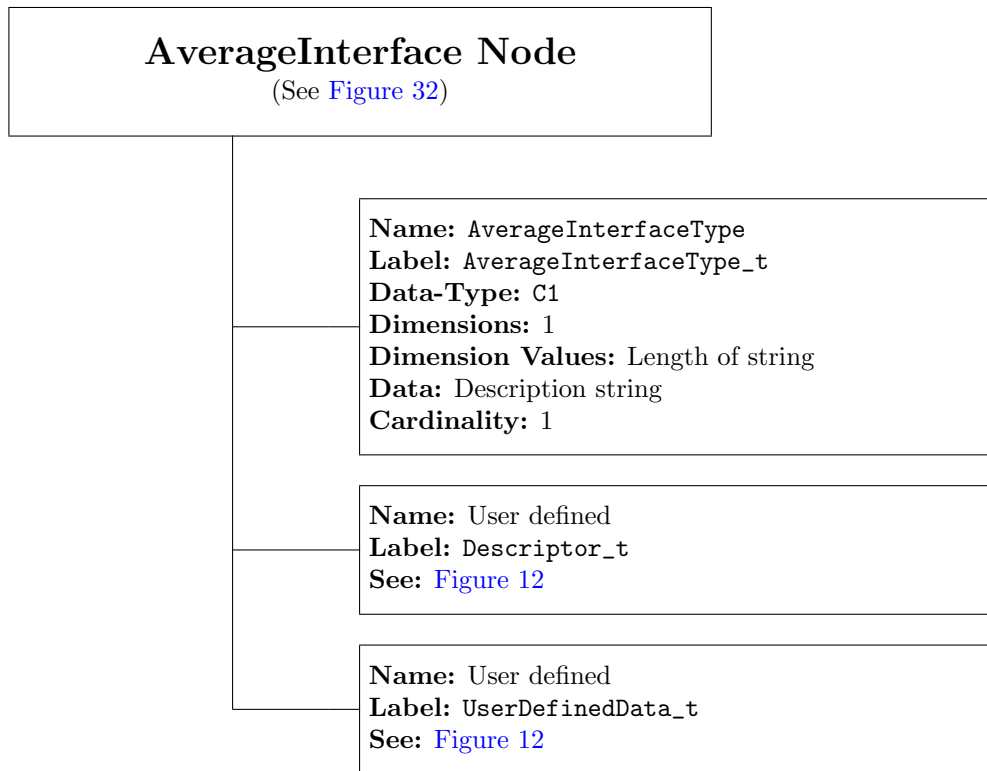 AverageInterface Node
(See Figure 32)
Name: AverageInterfaceType
Label: AverageInterfaceType_t
Data-Type: C1
Dimensions: 1
Dimension Values: Length of string
Data: Description string
Cardinality: 1
Name: User defined
Label: Descriptor_t
See: Figure 12
Name: User defined
Label: UserDefinedData_t
See: Figure 12